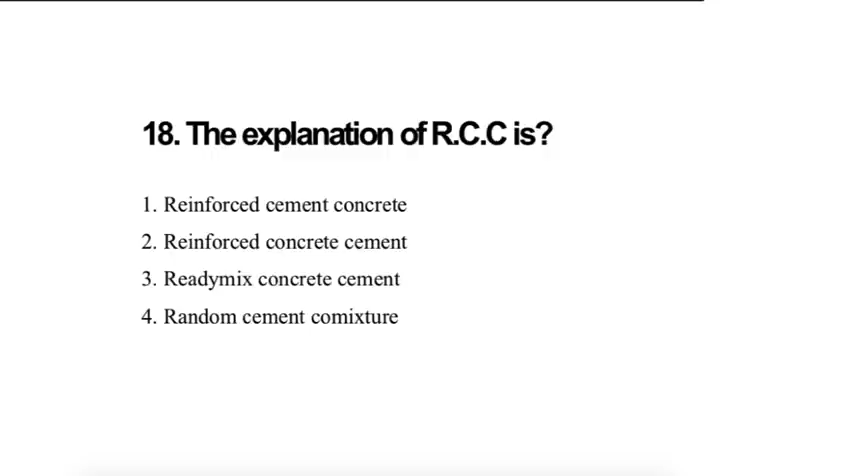 18. The explanation of R.C.C is?
1. Reinforced cement concrete
2. Reinforced concrete cement
3. Readymix concrete cement
4. Random cement comixture